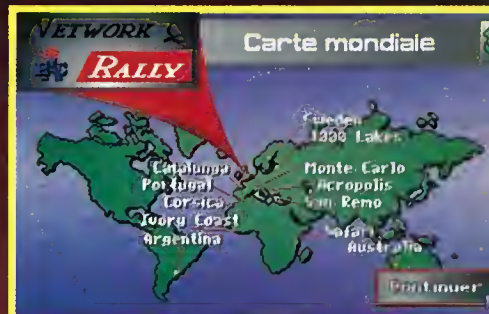 NETWORK Q
RALLY
Carte mondiale
Sweden
1000 Lakes
Catalunga
Portugal
Corsica
Ivory Coast
Argentina
Monte-Carlo
Acropolis
San Remo
Safari
Australia
Continuer